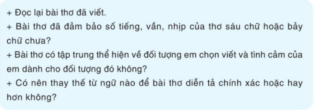 + Đọc lại bài thơ đã viết.
+ Bài thơ đã đảm bảo số tiếng, vần, nhịp của thơ sáu chữ hoặc bảy
chữ chưa?
+ Bài thơ có tập trung thể hiện về đối tượng em chọn viết và tình cảm của
em dành cho đối tượng đó không?
+ Có nên thay thế từ ngữ nào để bài thơ diễn tả chính xác hoặc hay
hơn không?